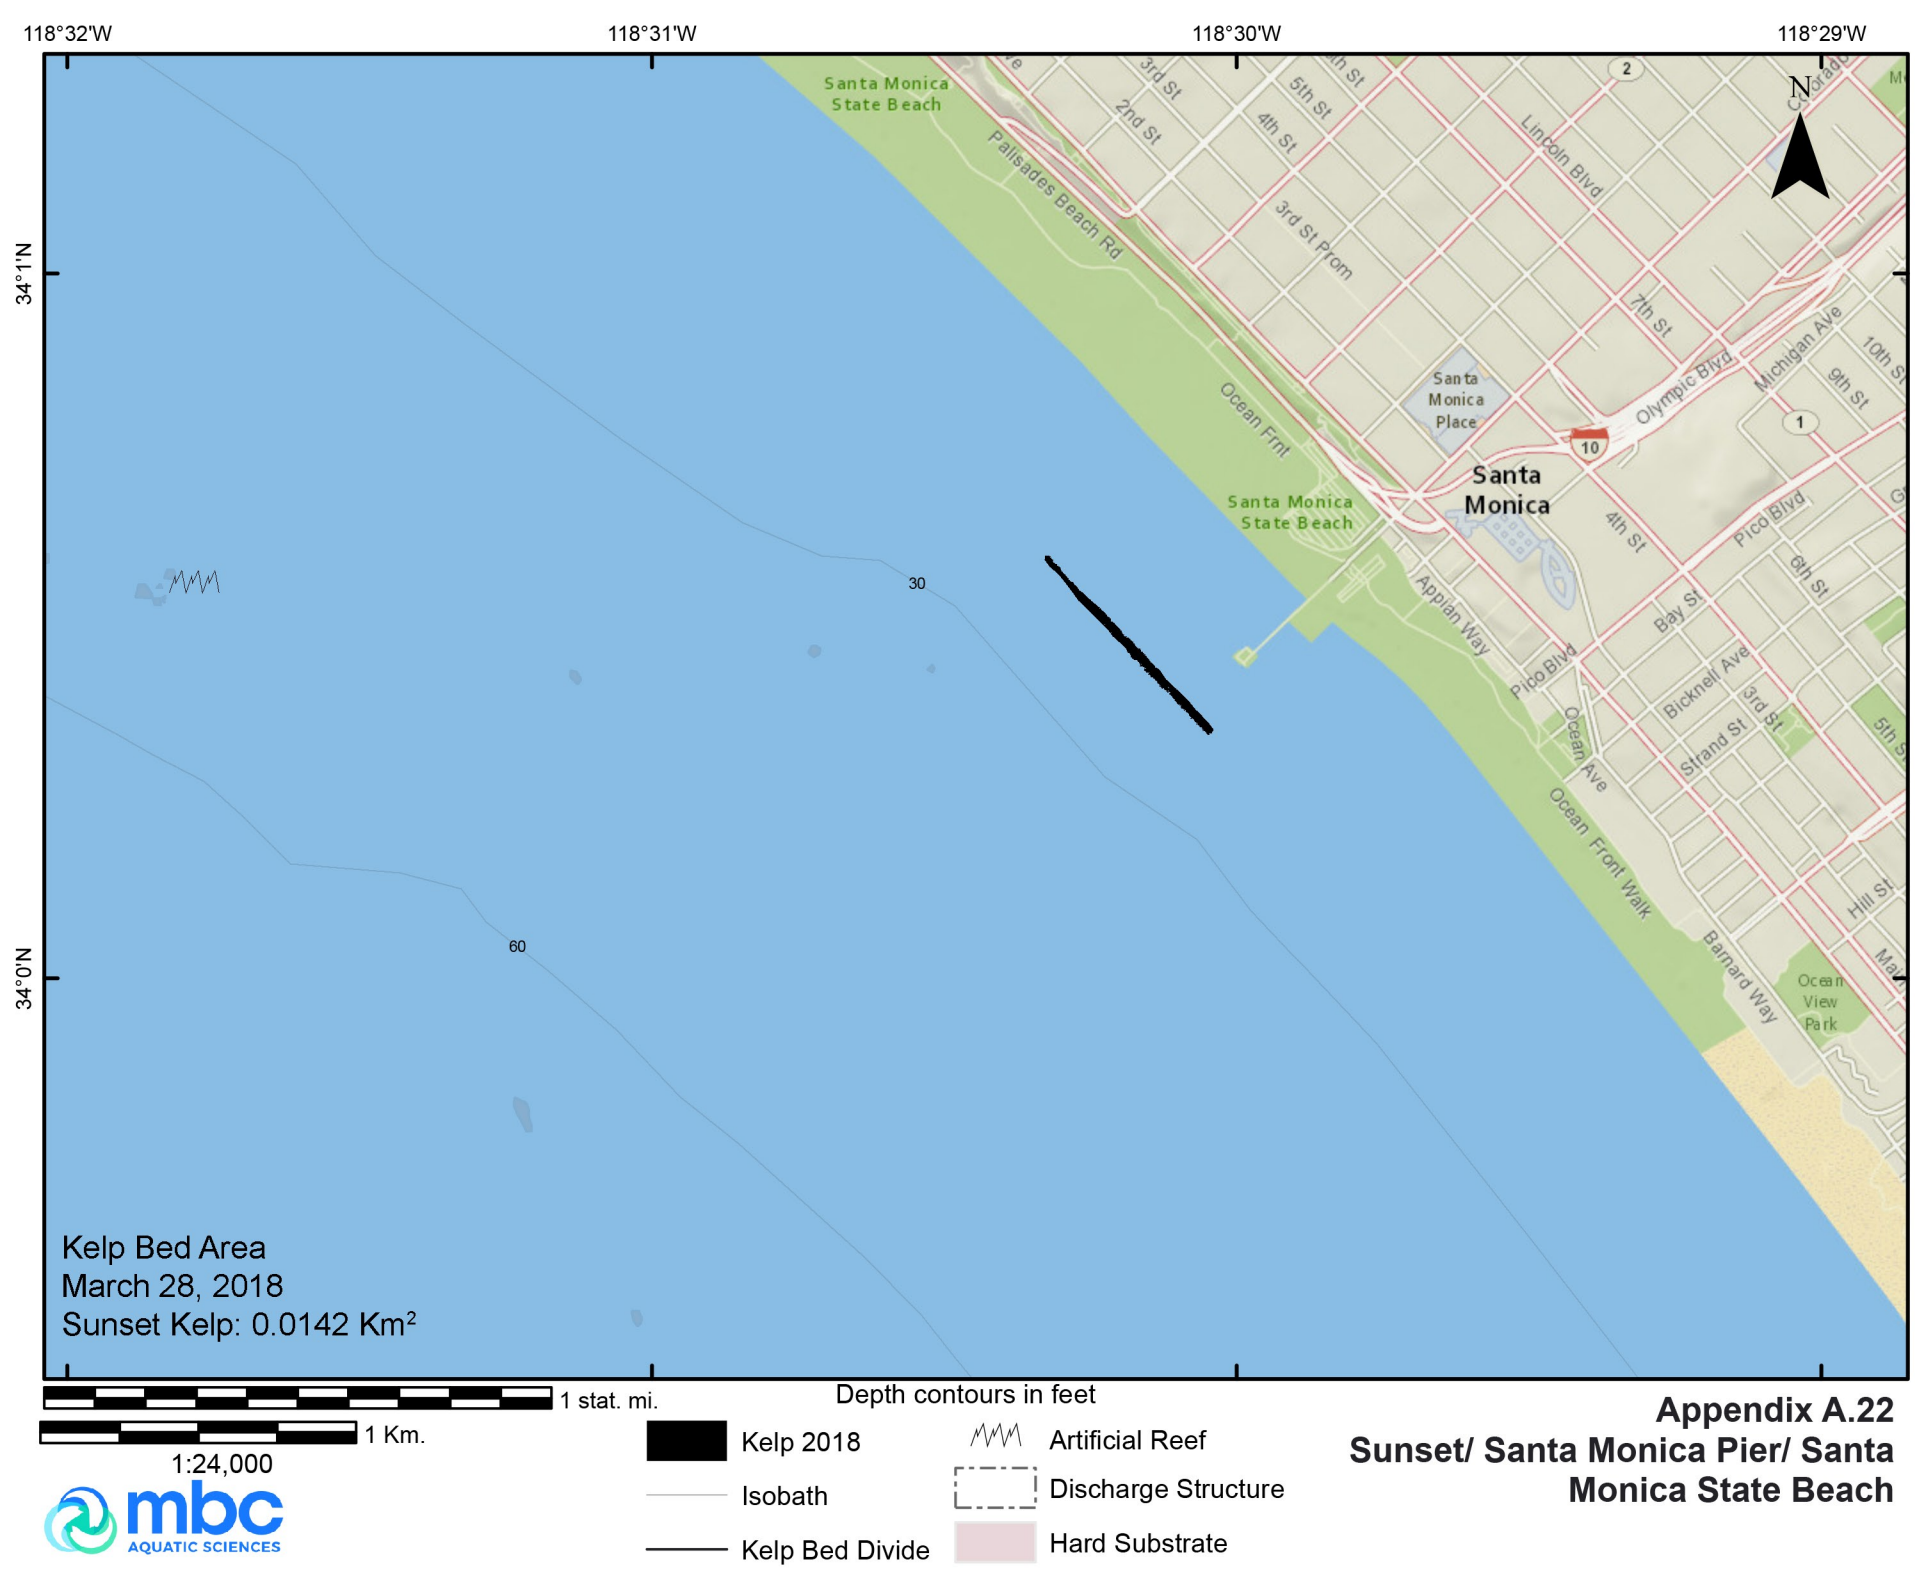 118°32'W
118°31'W
118°30'W
118°29'W
34°1'N
34°0'N
N
Santa Monica
State Beach
Palisades Beach Rd
3rd St
2nd St
5th St
4th St
Lincoln Blvd
2
3rd St Prom
7th St
Michigan Ave
10th St
9th St
Olympic Blvd
Santa
Monica
Place
1
10
Ocean Frnt
Santa
Monica
Santa Monica
State Beach
4th St
Pico Blvd
6th St
Appian Way
Bay St
Pico Blvd
Bicknell Ave
3rd St
Strand St
Ocean Ave
Ocean Front Walk
Hill St
Barnard Way
Ocean
View
Park
30
60
Kelp Bed Area
March 28, 2018
Sunset Kelp: 0.0142 Km²
1 stat. mi.
1 Km.
1:24,000
mbc
AQUATIC SCIENCES
Depth contours in feet
Kelp 2018
Isobath
Kelp Bed Divide
Artificial Reef
Discharge Structure
Hard Substrate
Appendix A.22
Sunset/ Santa Monica Pier/ Santa
Monica State Beach